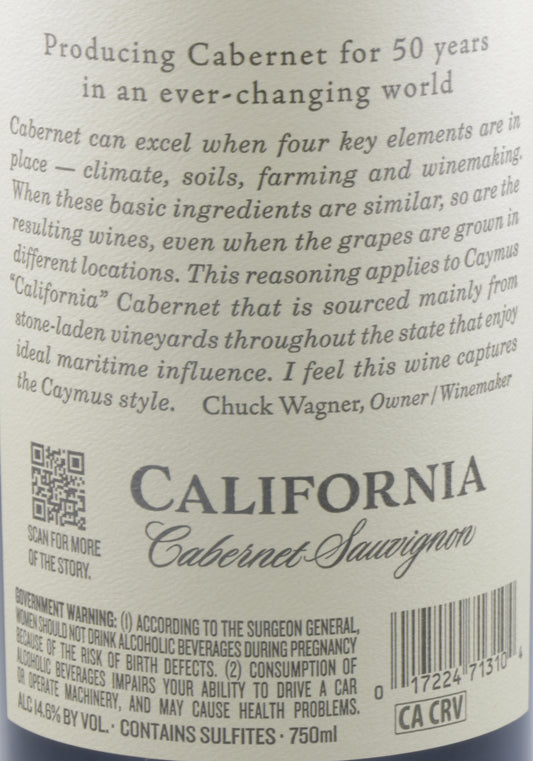 Producing Cabernet for 50 years
in an ever-changing world
Cabernet can excel when four key elements are in
place — climate, soils, farming and winemaking.
When these basic ingredients are similar, so are the
resulting wines, even when the grapes are grown in
different locations. This reasoning applies to Caymus
“California” Cabernet that is sourced mainly from
stone-laden vineyards throughout the state that enjoy
ideal maritime influence. I feel this wine captures
the Caymus style. Chuck Wagner, Owner / Winemaker
CALIFORNIA
Cabernet Sauvignon
SCAN FOR MORE
OF THE STORY.
GOVERNMENT WARNING: (1) ACCORDING TO THE SURGEON GENERAL,
WOMEN SHOULD NOT DRINK ALCOHOLIC BEVERAGES DURING PREGNANCY
BECAUSE OF THE RISK OF BIRTH DEFECTS. (2) CONSUMPTION OF
ALCOHOLIC BEVERAGES IMPAIRS YOUR ABILITY TO DRIVE A CAR
OR OPERATE MACHINERY, AND MAY CAUSE HEALTH PROBLEMS.
ALC 14.6% BY VOL. · CONTAINS SULFITES · 750ml
0 17224 71310 4
CA CRV